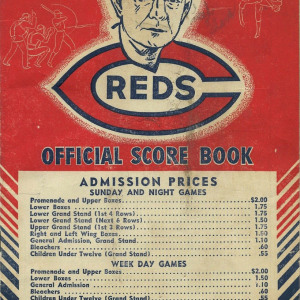 REDS
OFFICIAL SCORE BOOK
ADMISSION PRICES
SUNDAY AND NIGHT GAMES
Promenade and Upper Boxes $2.00
Lower Boxes 1.75
Lower Grand Stand (1st 4 Rows) 1.75
Lower Grand Stand (Next 6 Rows) 1.50
Upper Grand Stand (1st 3 Rows) 1.75
Right and Left Wing Boxes 1.50
General Admission, Grand Stand 1.10
Bleachers .60
Children Under Twelve (Grand Stand) .55
WEEK DAY GAMES
Promenade and Upper Boxes $2.00
Lower Boxes 1.50
General Admission 1.10
Bleachers .60
Children Under Twelve (Grand Stand)